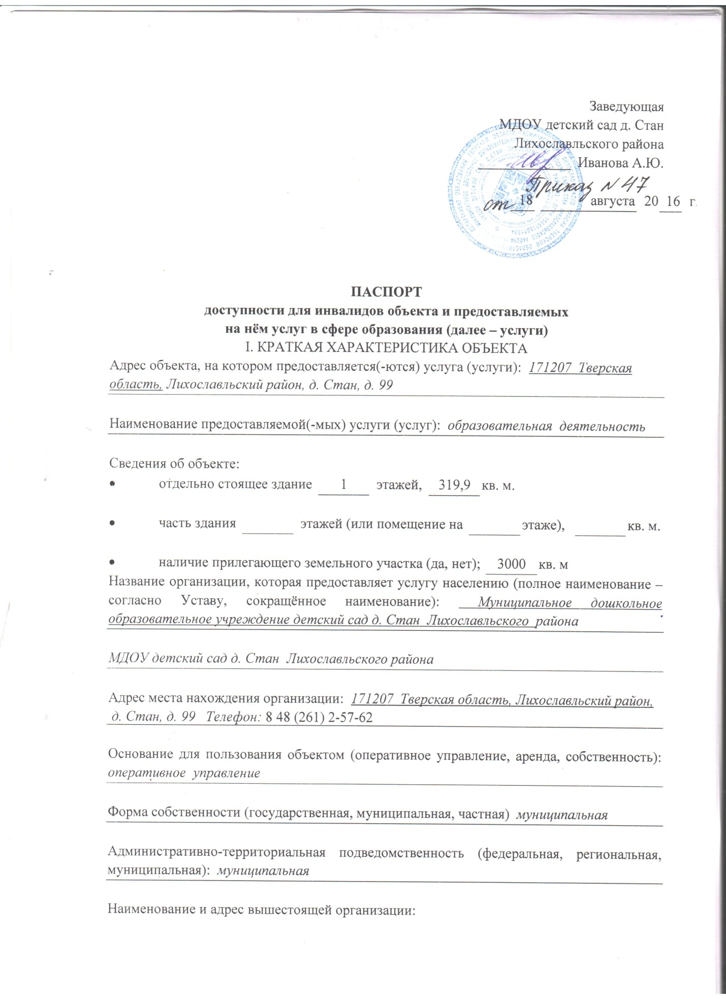 Заведующая
МДОУ детский сад д. Стан
Лихославльского района
Иванова А.Ю.
Приказ № 47
от 18 августа 20 16 г.
ПАСПОРТ
доступности для инвалидов объекта и предоставляемых
на нём услуг в сфере образования (далее – услуги)
I. КРАТКАЯ ХАРАКТЕРИСТИКА ОБЪЕКТА
Адрес объекта, на котором предоставляется(-ются) услуга (услуги): 171207 Тверская
область, Лихославльский район, д. Стан, д. 99
Наименование предоставляемой(-мых) услуги (услуг): образовательная деятельность
Сведения об объекте:
• отдельно стоящее здание 1 этажей, 319,9 кв. м.
• часть здания ______ этажей (или помещение на ______ этаже), ______ кв. м.
• наличие прилегающего земельного участка (да, нет); 3000 кв. м
Название организации, которая предоставляет услугу населению (полное наименование –
согласно Уставу, сокращённое наименование): Муниципальное дошкольное
образовательное учреждение детский сад д. Стан Лихославльского района
МДОУ детский сад д. Стан Лихославльского района
Адрес места нахождения организации: 171207 Тверская область, Лихославльский район,
д. Стан, д. 99 Телефон: 8 48 (261) 2-57-62
Основание для пользования объектом (оперативное управление, аренда, собственность):
оперативное управление
Форма собственности (государственная, муниципальная, частная) муниципальная
Административно-территориальная подведомственность (федеральная, региональная,
муниципальная): муниципальная
Наименование и адрес вышестоящей организации: